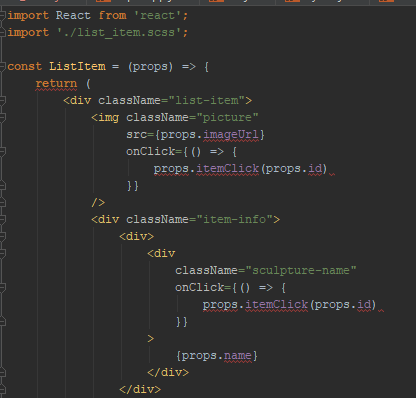 import React from 'react';
import './list_item.scss';
const ListItem = (props) => {
    return (
        <div className="list-item">
            <img className="picture"
                 src={props.imageUrl}
                 onClick={() => {
                     props.itemClick(props.id)
                 }}
            />
            <div className="item-info">
                <div>
                    <div
                        className="sculpture-name"
                        onClick={() => {
                            props.itemClick(props.id)
                        }}
                    >
                        {props.name}
                    </div>
                </div>